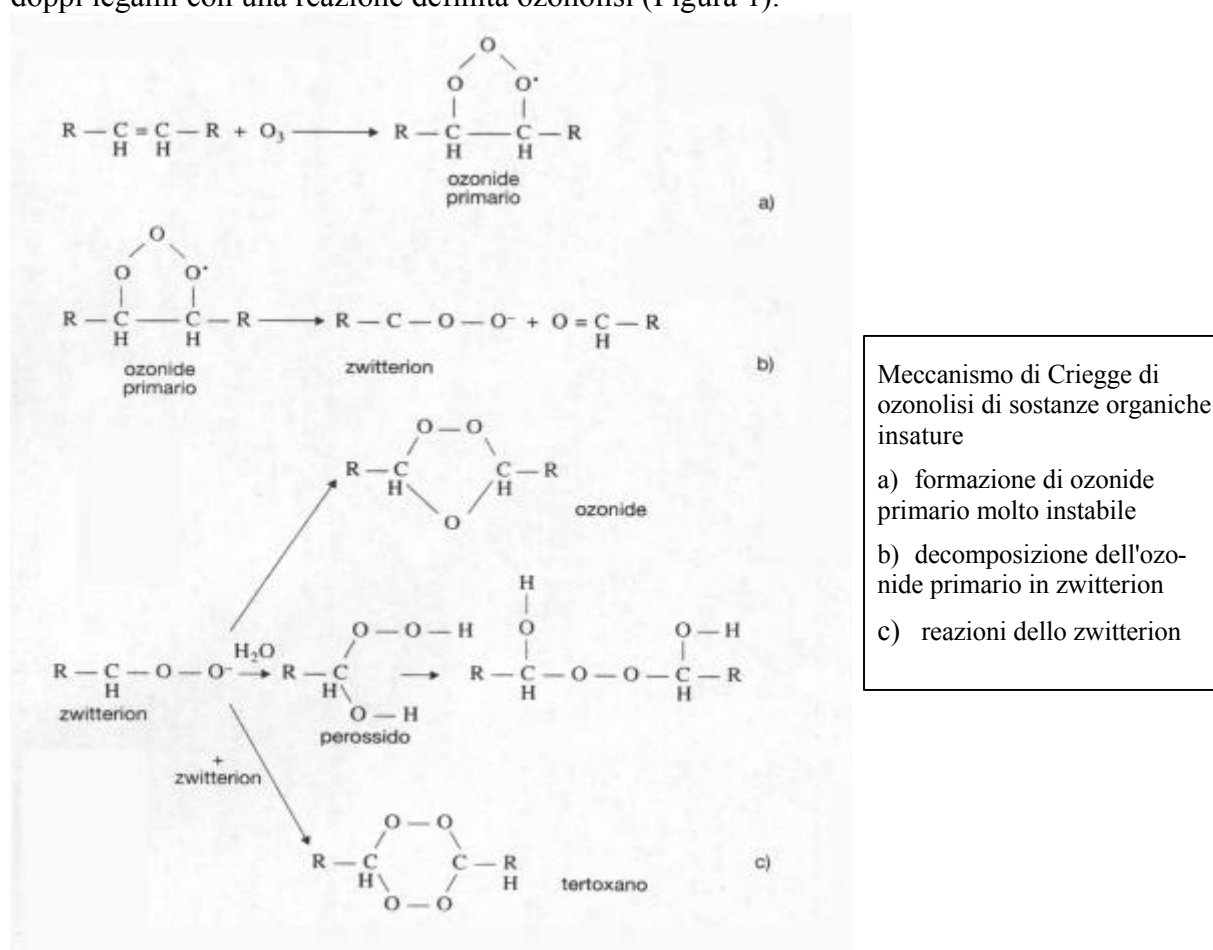 doppi legami con una reazione definita ozonolisi (Figura 1).
O
O O•
R — C = C — R + O₃ → R — C — C — R
H H H H
ozonide
primario
a)
O
O O•
R — C — C — R → R — C — O — O⁻ + O = C — R
H H H
ozonide
primario
zwitterion
b)
O — O
R — C C — R
H H
O
ozonide
H
O — O — H O O — H
H₂O
R — C — O — O⁻ → R — C → R — C — O — O — C — R
H H H H
zwitterion
O — H
perossido
+
zwitterion
O — O
R — C C — R
H H
O — O
tertoxano
c)
Meccanismo di Criegge di
ozonolisi di sostanze organiche
insature
a) formazione di ozonide
primario molto instabile
b) decomposizione dell'ozo-
nide primario in zwitterion
c) reazioni dello zwitterion